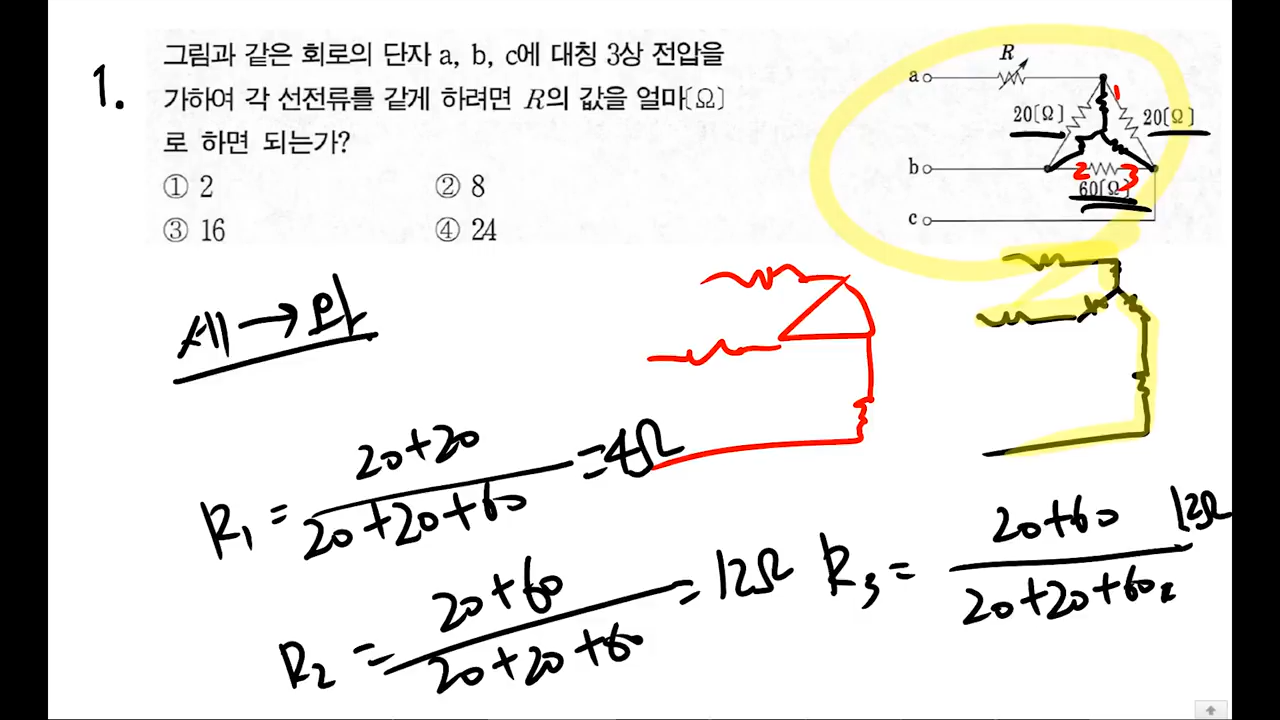 1.
그림과 같은 회로의 단자 a, b, c에 대칭 3상 전압을
가하여 각 선전류를 같게 하려면 R의 값을 얼마[Ω]
로 하면 되는가?
① 2 ② 8
③ 16 ④ 24
R
a
1
20[Ω] 20[Ω]
b
2 3
60[Ω]
c
세→와
R1 = 20+20 / 20+20+60 = 4Ω
R2 = 20+60 / 20+20+60 = 12Ω
R3 = 20+60 / 20+20+60 12Ω